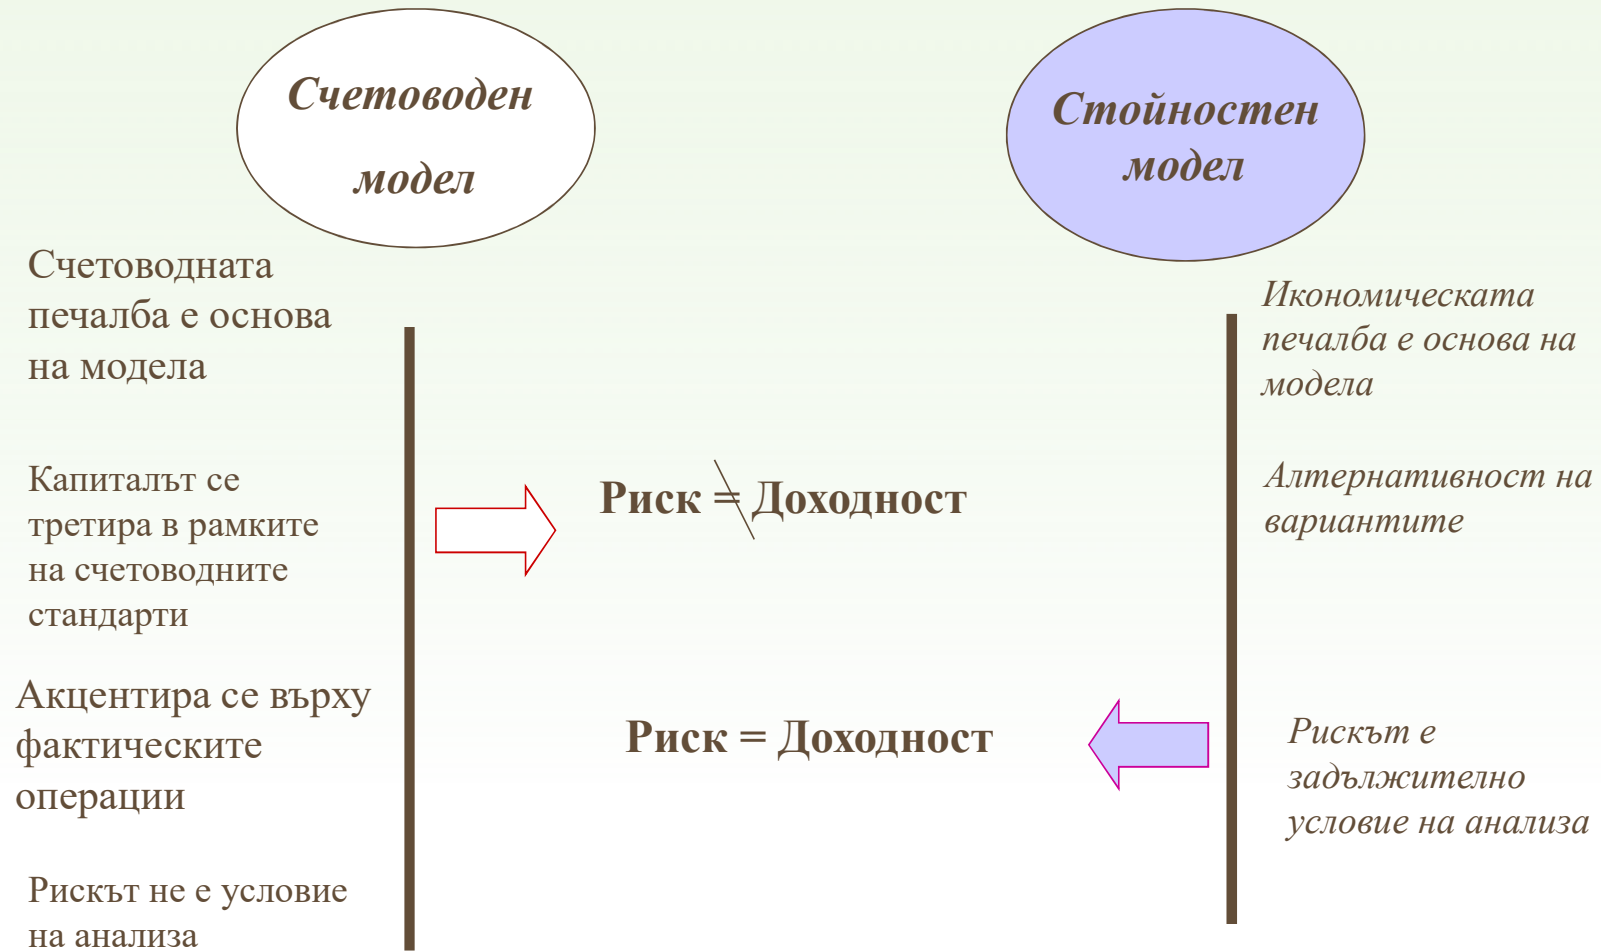 Счетоводен
модел
Стойностен
модел
Счетоводната
печалба е основа
на модела
Капиталът се
третира в рамките
на счетоводните
стандарти
Акцентира се върху
фактическите
операции
Рискът не е условие
на анализа
Риск ≠ Доходност
Риск = Доходност
Икономическата
печалба е основа на
модела
Алтернативност на
вариантите
Рискът е
задължително
условие на анализа